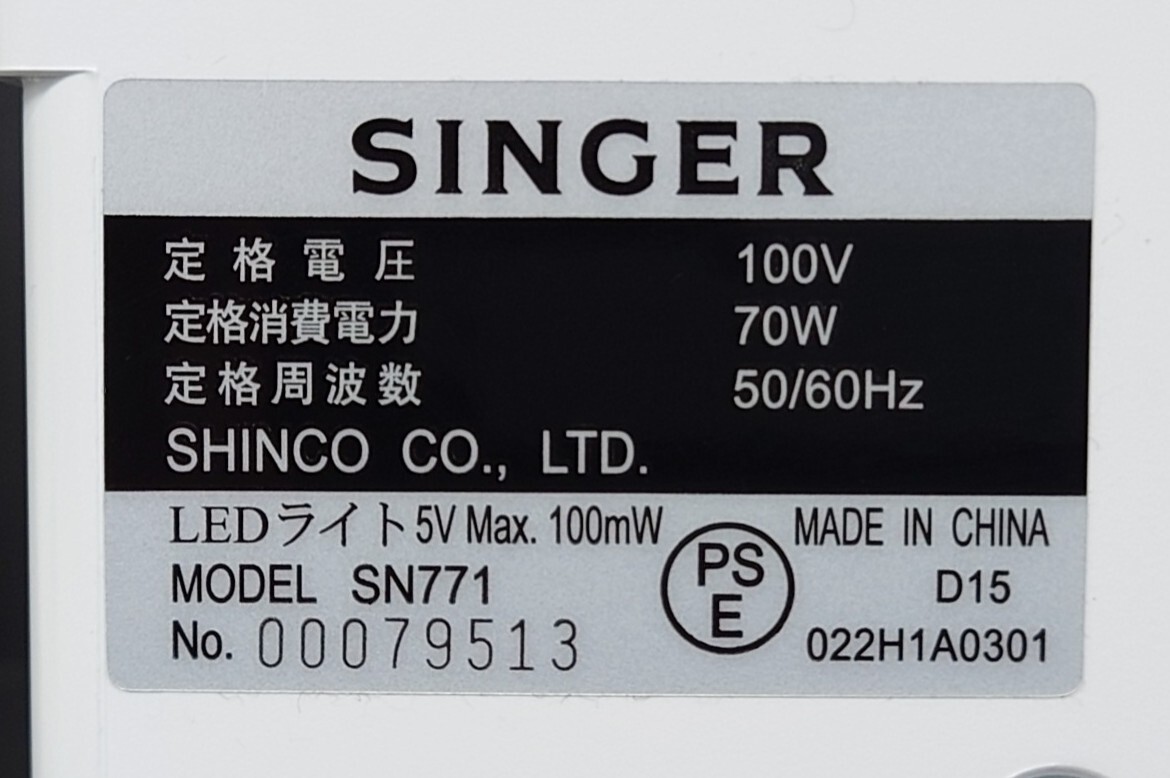 SINGER
定格電圧 100V
定格消費電力 70W
定格周波数 50/60Hz
SHINCO CO., LTD.
LEDライト 5V Max. 100mW
MODEL SN771
No. 00079513
PS
E
MADE IN CHINA
D15
022H1A0301